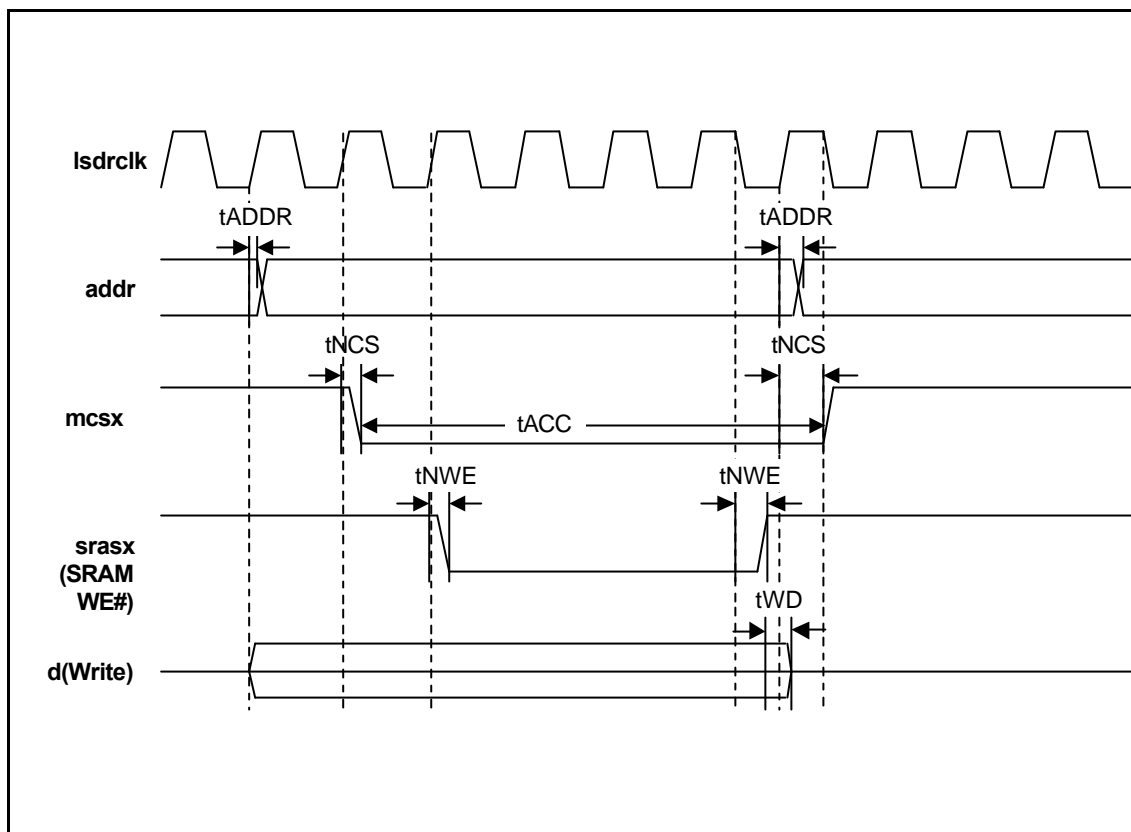 lsdrclk
tADDR
tADDR
addr
tNCS
tNCS
mcsx
tACC
tNWE
tNWE
srasx
(SRAM
WE#)
tWD
d(Write)